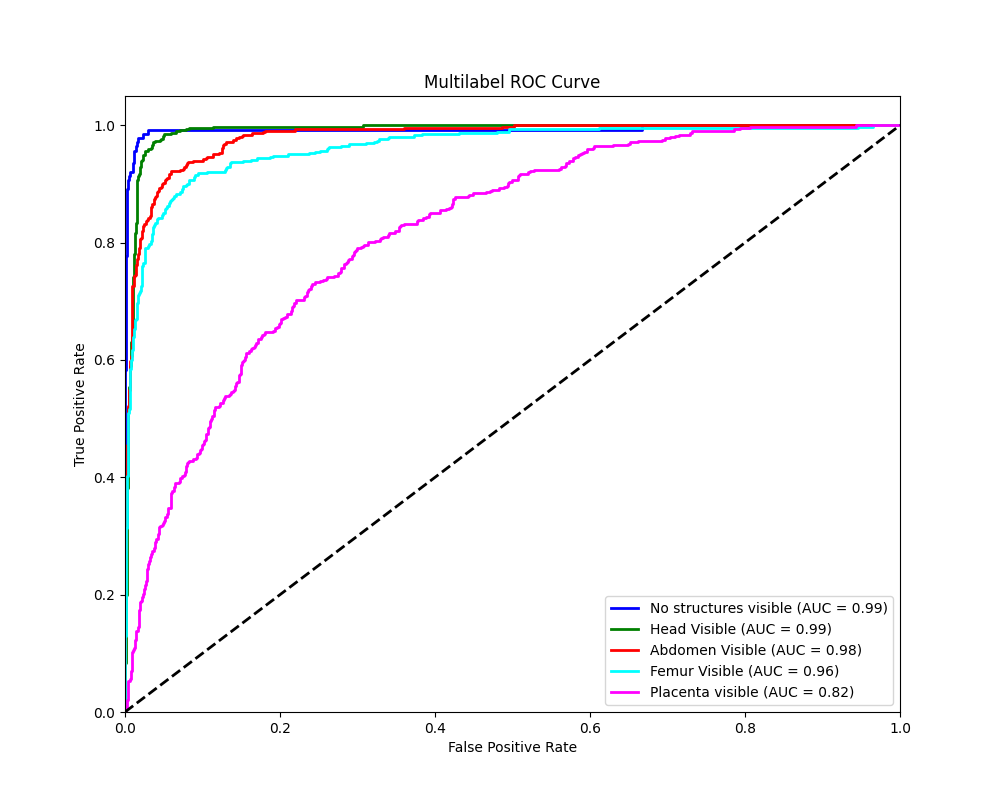 Multilabel ROC Curve
1.0
0.8
0.6
0.4
0.2
0.0
True Positive Rate
No structures visible (AUC = 0.99)
Head Visible (AUC = 0.99)
Abdomen Visible (AUC = 0.98)
Femur Visible (AUC = 0.96)
Placenta visible (AUC = 0.82)
0.0 0.2 0.4 0.6 0.8 1.0
False Positive Rate